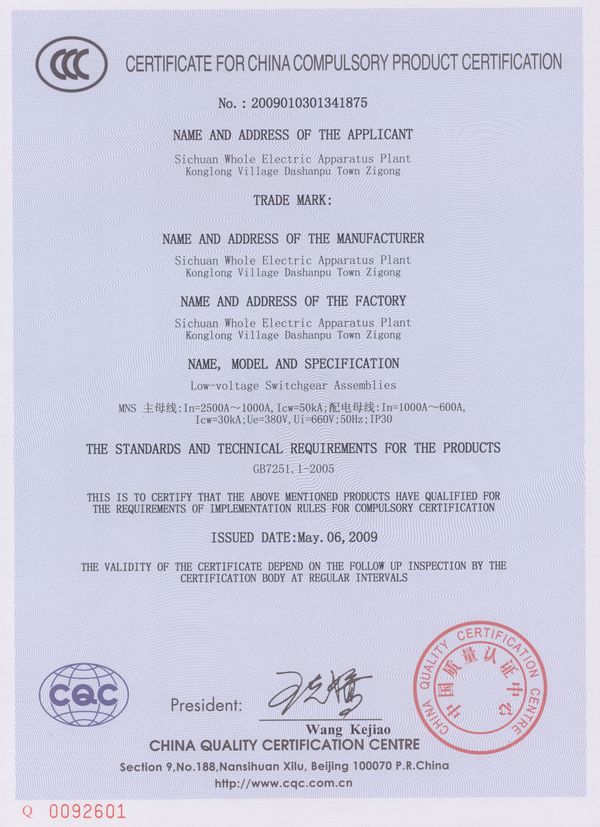 CCC
CERTIFICATE FOR CHINA COMPULSORY PRODUCT CERTIFICATION
No. : 2009010301341875
NAME AND ADDRESS OF THE APPLICANT
Sichuan Whole Electric Apparatus Plant
Konglong Village Dashanpu Town Zigong
TRADE MARK:
NAME AND ADDRESS OF THE MANUFACTURER
Sichuan Whole Electric Apparatus Plant
Konglong Village Dashanpu Town Zigong
NAME AND ADDRESS OF THE FACTORY
Sichuan Whole Electric Apparatus Plant
Konglong Village Dashanpu Town Zigong
NAME, MODEL AND SPECIFICATION
Low-voltage Switchgear Assemblies
MNS 主母线:In=2500A～1000A,Icw=50kA;配电母线:In=1000A～600A,
Icw=30kA;Ue=380V,Ui=660V;50Hz;IP30
THE STANDARDS AND TECHNICAL REQUIREMENTS FOR THE PRODUCTS
GB7251.1-2005
THIS IS TO CERTIFY THAT THE ABOVE MENTIONED PRODUCTS HAVE QUALIFIED FOR
THE REQUIREMENTS OF IMPLEMENTATION RULES FOR COMPULSORY CERTIFICATION
ISSUED DATE:May.06,2009
THE VALIDITY OF THE CERTIFICATE DEPEND ON THE FOLLOW UP INSPECTION BY THE
CERTIFICATION BODY AT REGULAR INTERVALS
CHINA QUALITY CERTIFICATION CENTRE
中国质量认证中心
CQC
President:
Wang Kejiao
CHINA QUALITY CERTIFICATION CENTRE
Section 9,No.188,Nansihuan Xilu, Beijing 100070 P.R.China
http://www.cqc.com.cn
Q 0092601